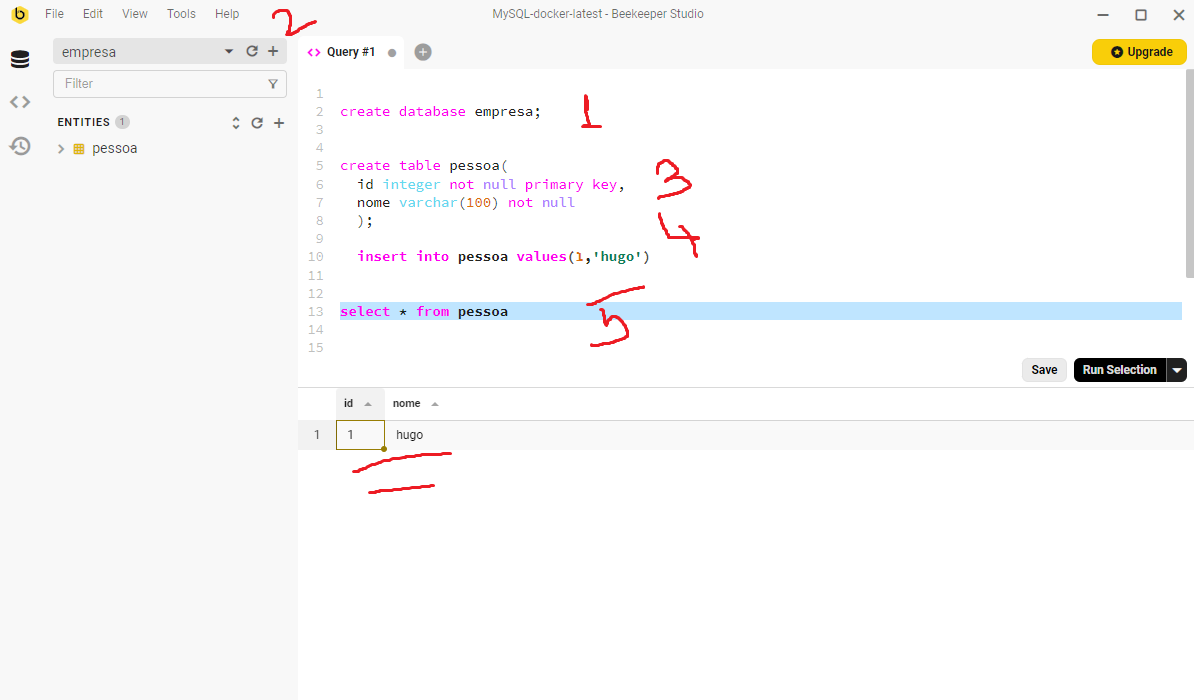 File Edit View Tools Help 2 MySQL-docker-latest - Beekeeper Studio
empresa
Query #1
Upgrade
Filter
ENTITIES 1
pessoa
1
2 create database empresa; 1
3
4
5 create table pessoa(
6 id integer not null primary key, 3
7 nome varchar(100) not null
8 ); 4
9
10 insert into pessoa values(1,'hugo')
11
12
13 select * from pessoa 5
14
15
Save Run Selection
id nome
1 1 hugo